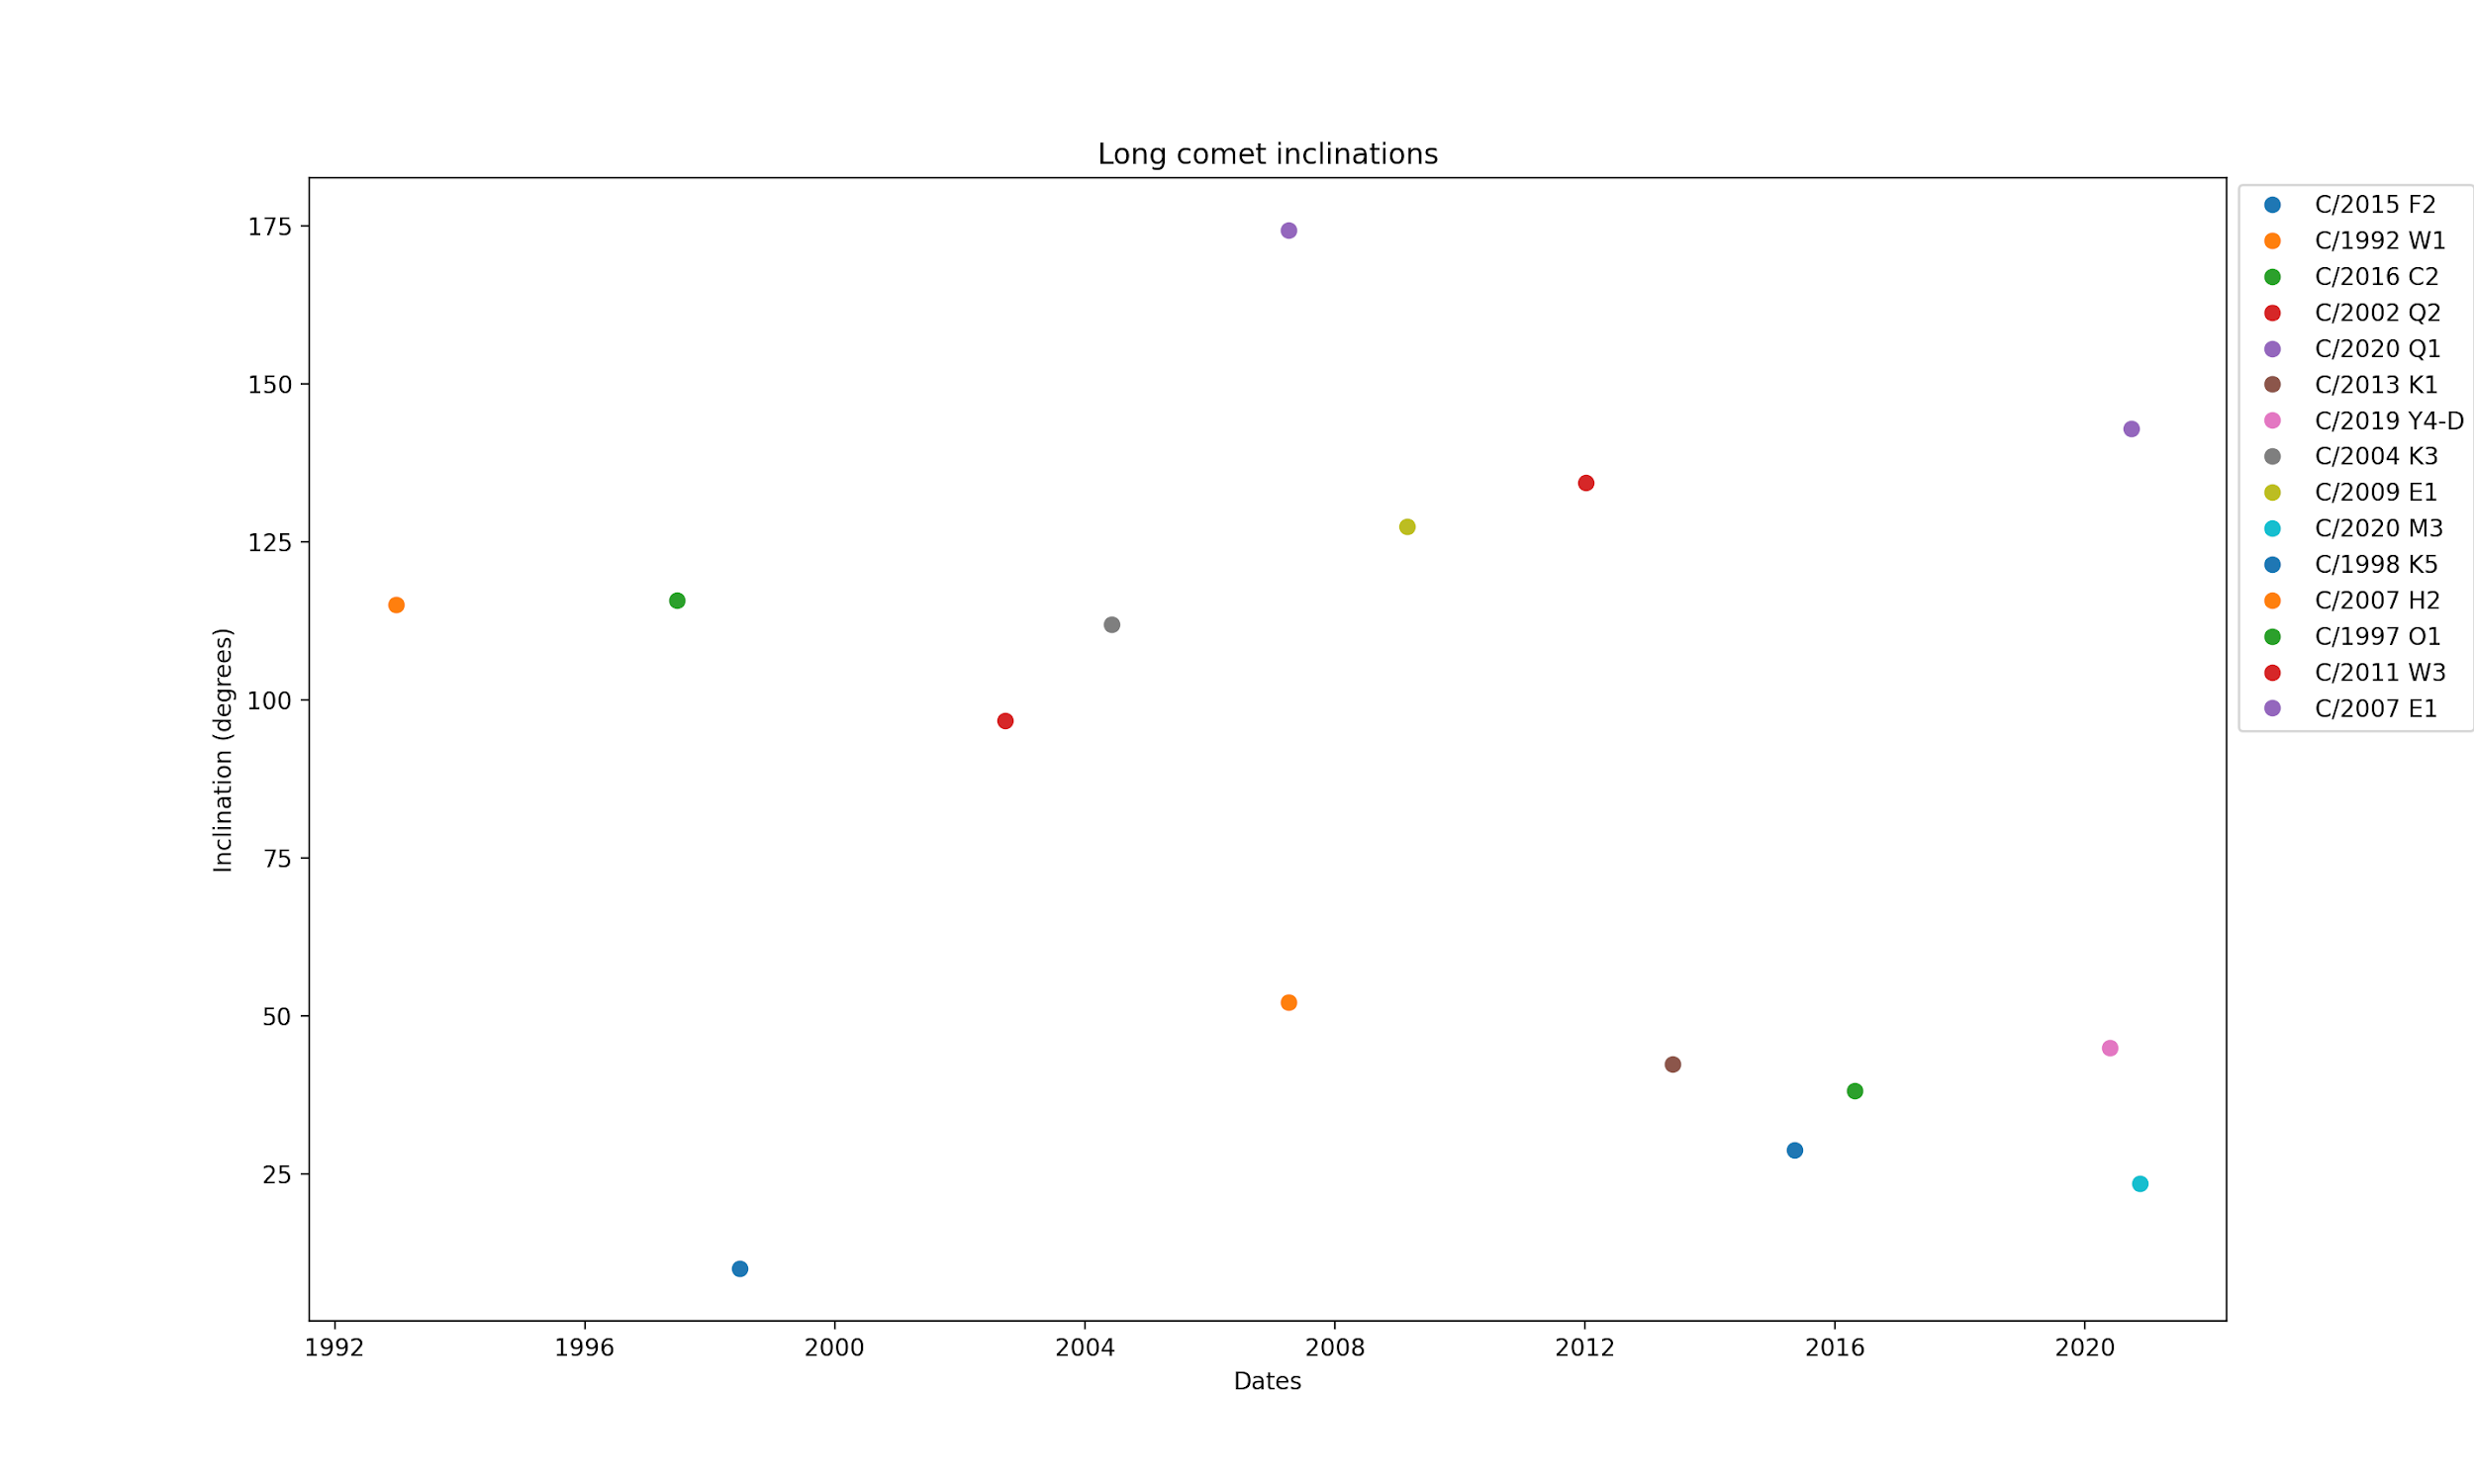 Long comet inclinations
Inclination (degrees)
175
150
125
100
75
50
25
1992 1996 2000 2004 2008 2012 2016 2020
Dates
C/2015 F2
C/1992 W1
C/2016 C2
C/2002 Q2
C/2020 Q1
C/2013 K1
C/2019 Y4-D
C/2004 K3
C/2009 E1
C/2020 M3
C/1998 K5
C/2007 H2
C/1997 O1
C/2011 W3
C/2007 E1